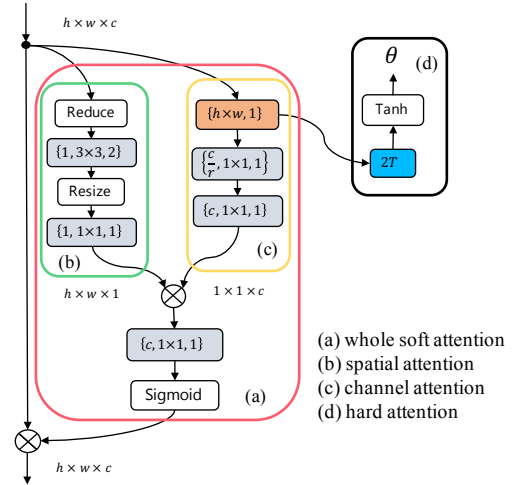 h × w × c
θ
(d)
Tanh
2T
Reduce
{h×w, 1}
{1, 3×3, 2}
{c/r, 1×1, 1}
Resize
{c, 1×1, 1}
{1, 1×1, 1}
(b)
(c)
h × w × 1
1 × 1 × c
{c, 1×1, 1}
Sigmoid
(a)
h × w × c
(a) whole soft attention
(b) spatial attention
(c) channel attention
(d) hard attention